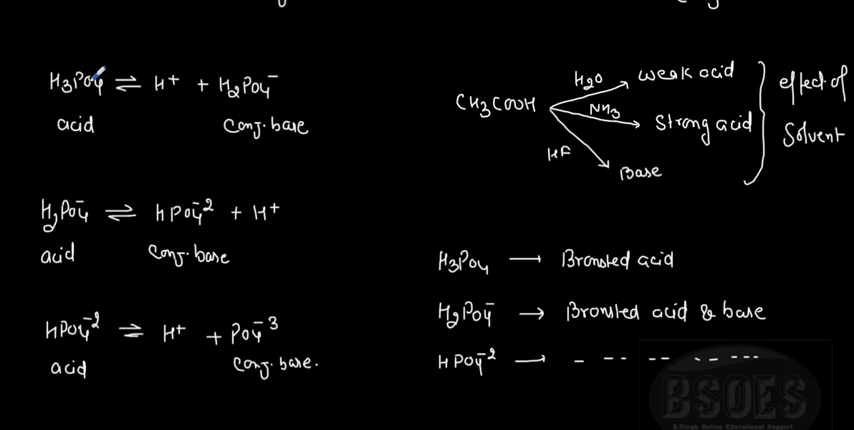 H₃PO₄ ⇌ H⁺ + H₂PO₄⁻
acid conj. base
H₂PO₄⁻ ⇌ HPO₄⁻² + H⁺
acid conj. base
HPO₄⁻² ⇌ H⁺ + PO₄⁻³
acid conj. base.
CH₃COOH
H₂O → weak acid
NH₃ → Strong acid
HF → Base
effect of
Solvent
H₃PO₄ → Bronsted acid
H₂PO₄⁻ → Bronsted acid & base
HPO₄⁻² → - -- -- -- ---
BSOES